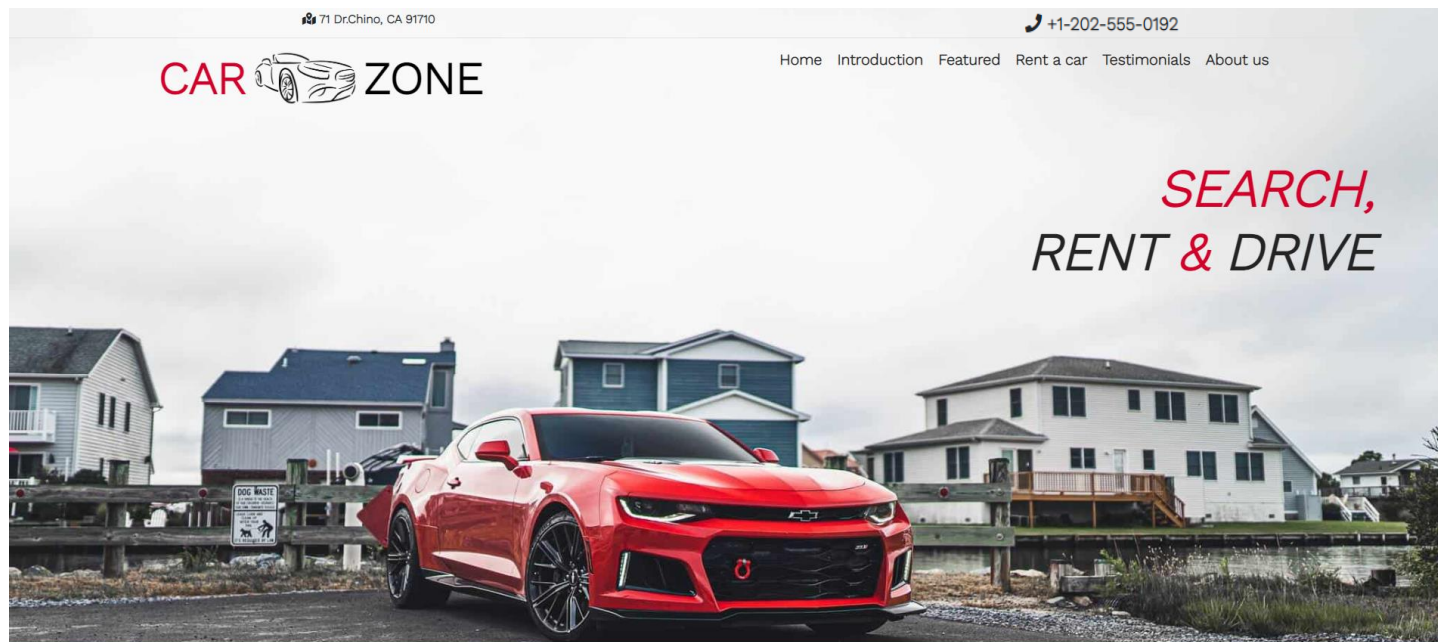 71 Dr.Chino, CA 91710
+1-202-555-0192
CAR ZONE
Home Introduction Featured Rent a car Testimonials About us
SEARCH,
RENT & DRIVE
DOG WASTE